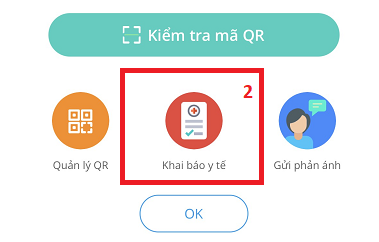 Kiểm tra mã QR
2
Quản lý QR
Khai báo y tế
Gửi phản ánh
OK